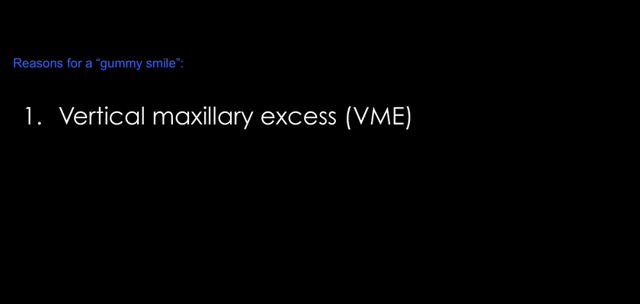 Reasons for a “gummy smile”:
1. Vertical maxillary excess (VME)